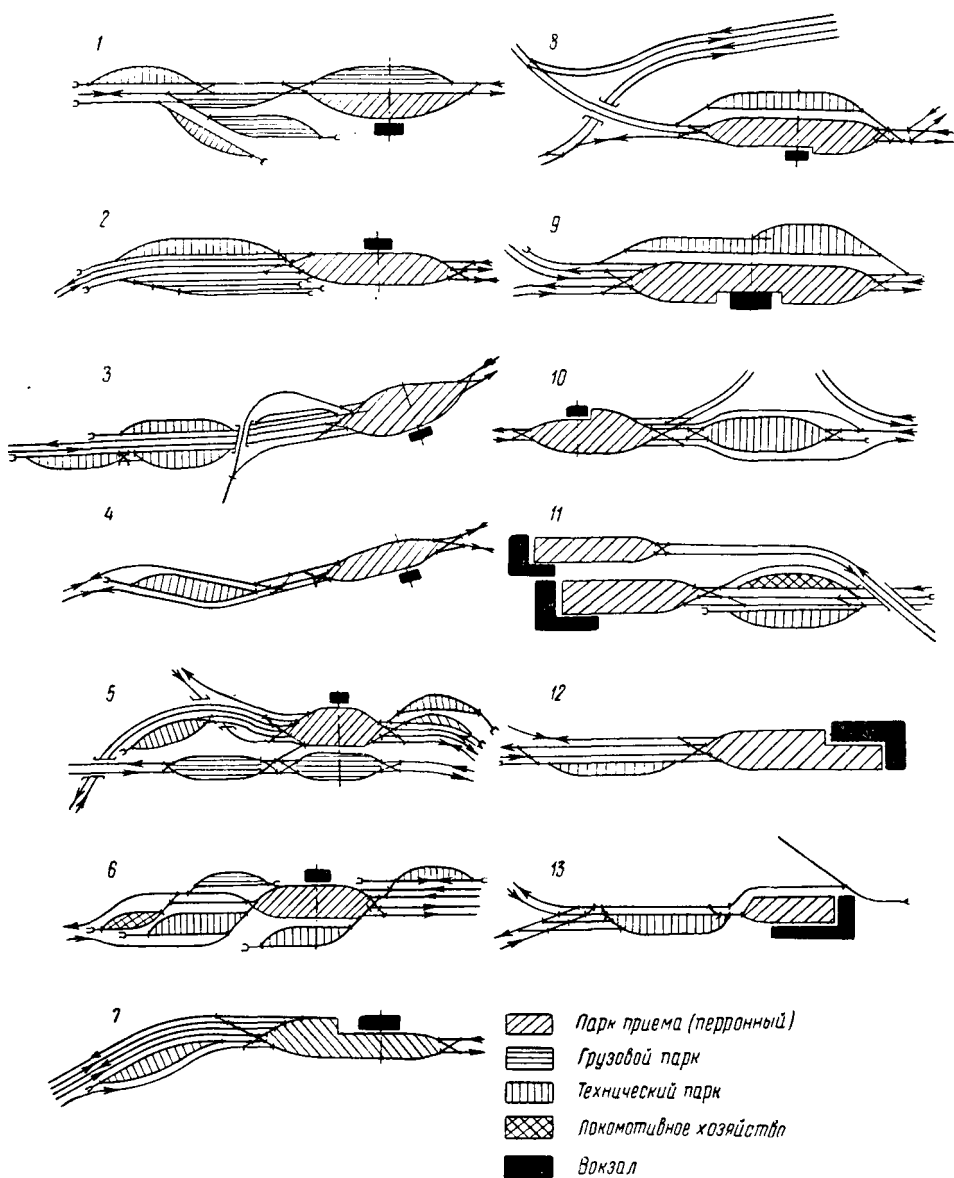 1
2
3
4
5
6
7
8
9
10
11
12
13
Парк приема (перронный)
Грузовой парк
Технический парк
Локомотивное хозяйство
Вокзал